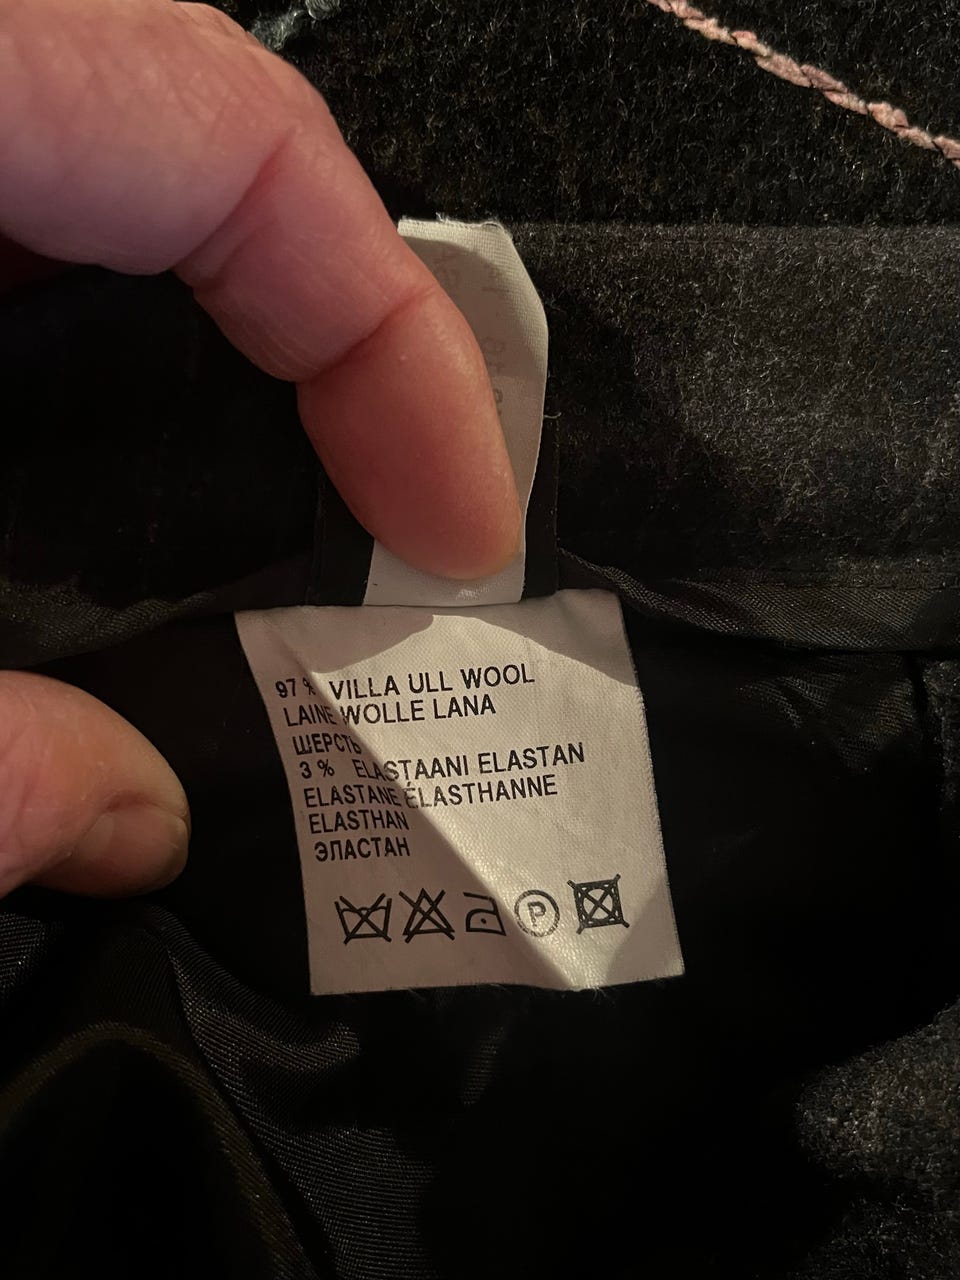 97 % VILLA ULL WOOL
LAINE WOLLE LANA
ШЕРСТЬ
3 % ELASTAANI ELASTAN
ELASTANE ÉLASTHANNE
ELASTHAN
ЭЛАСТАН
P